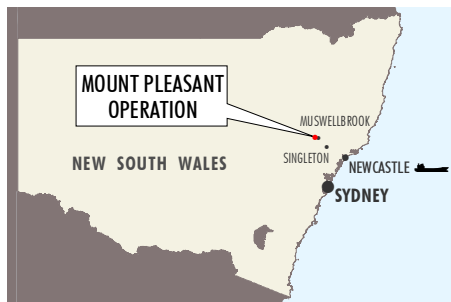 MOUNT PLEASANT
OPERATION
MUSWELLBROOK
SINGLETON
NEW SOUTH WALES
NEWCASTLE
SYDNEY